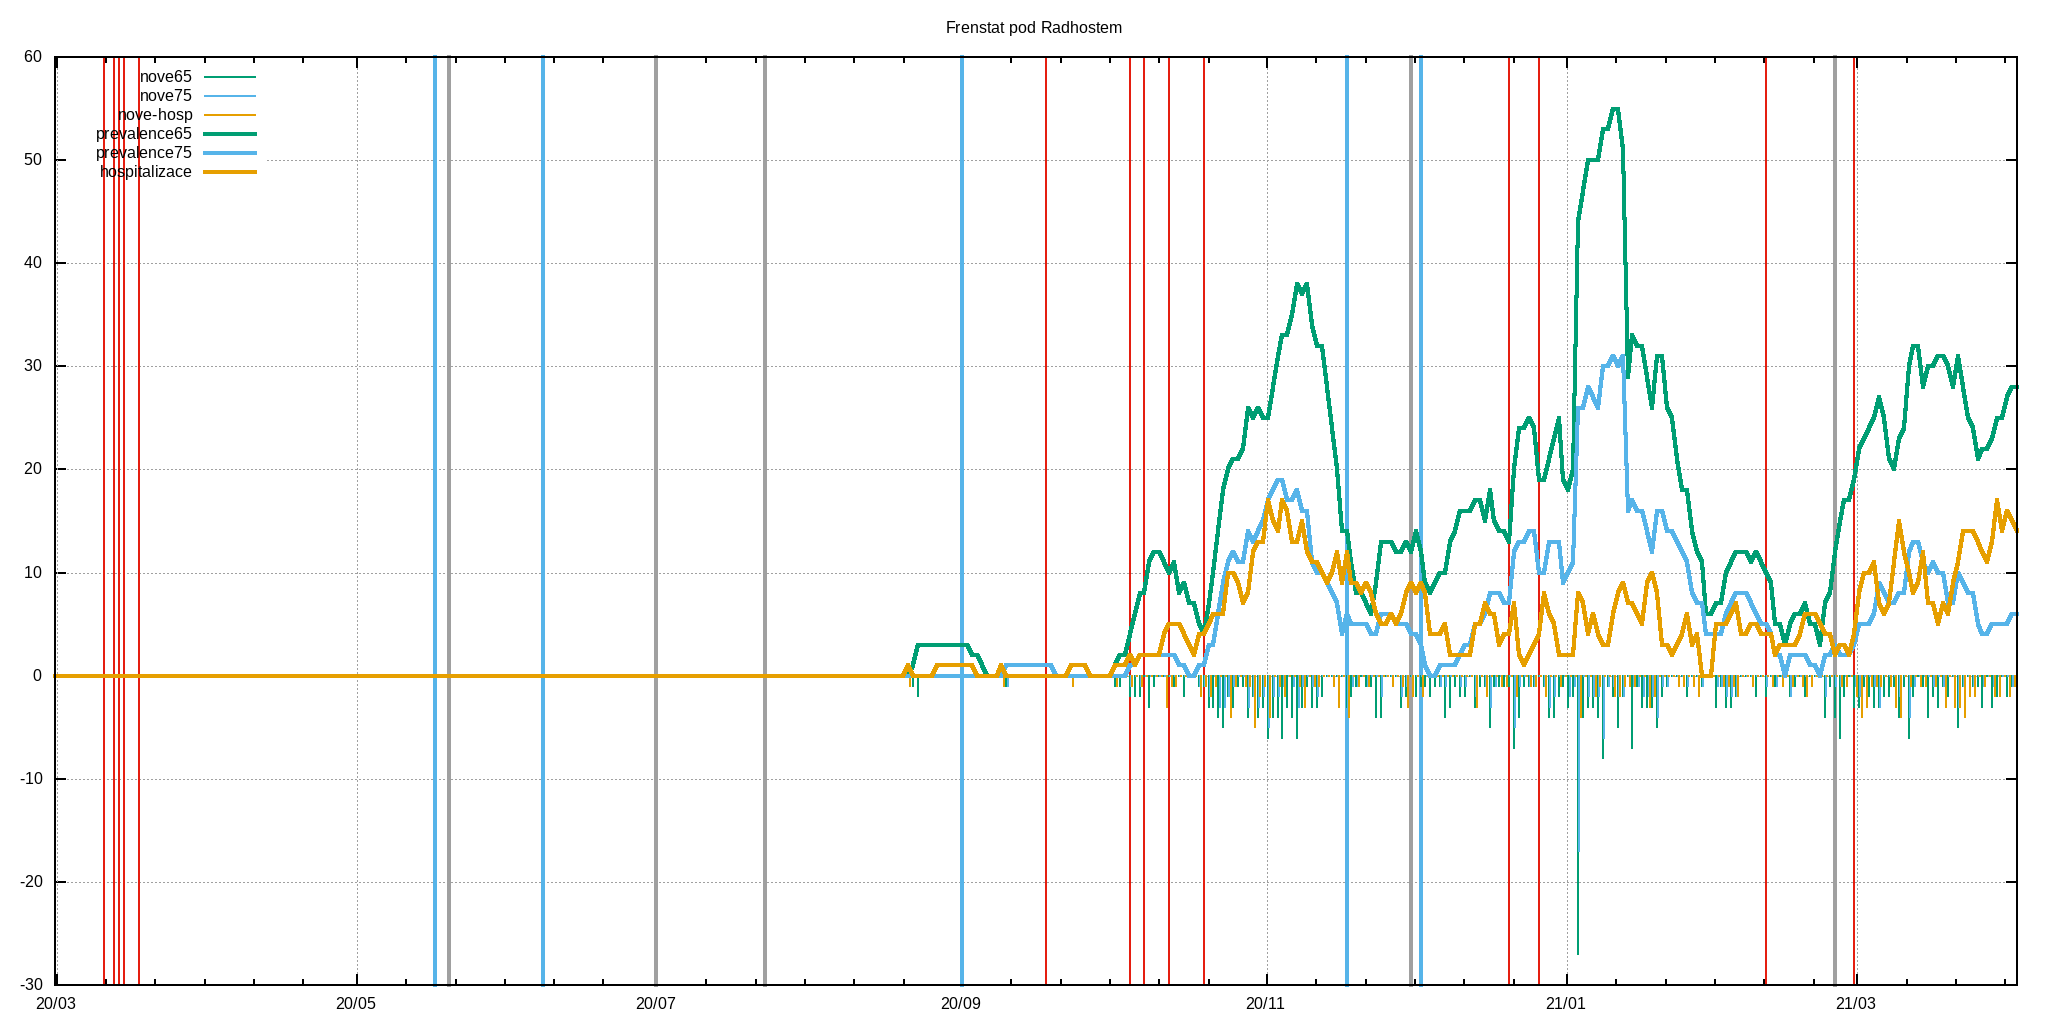 Frenstat pod Radhostem
60
50
40
30
20
10
0
-10
-20
-30
nove65
nove75
nove-hosp
prevalence65
prevalence75
hospitalizace
20/03 20/05 20/07 20/09 20/11 21/01 21/03